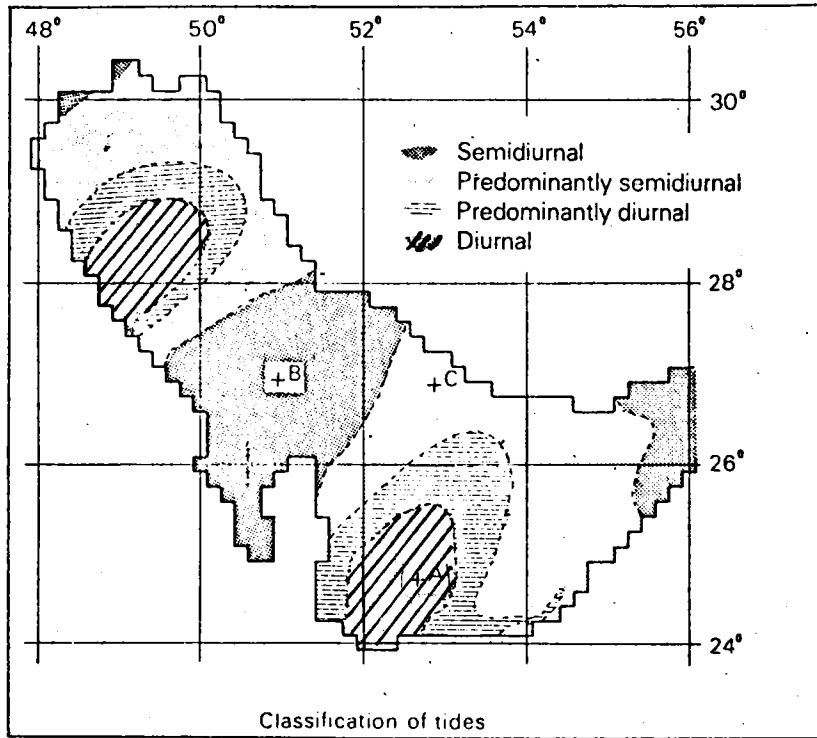 48° 50° 52° 54° 56°
30°
Semidiurnal
Predominantly semidiurnal
Predominantly diurnal
Diurnal
28°
+B
+C
26°
+A
24°
Classification of tides